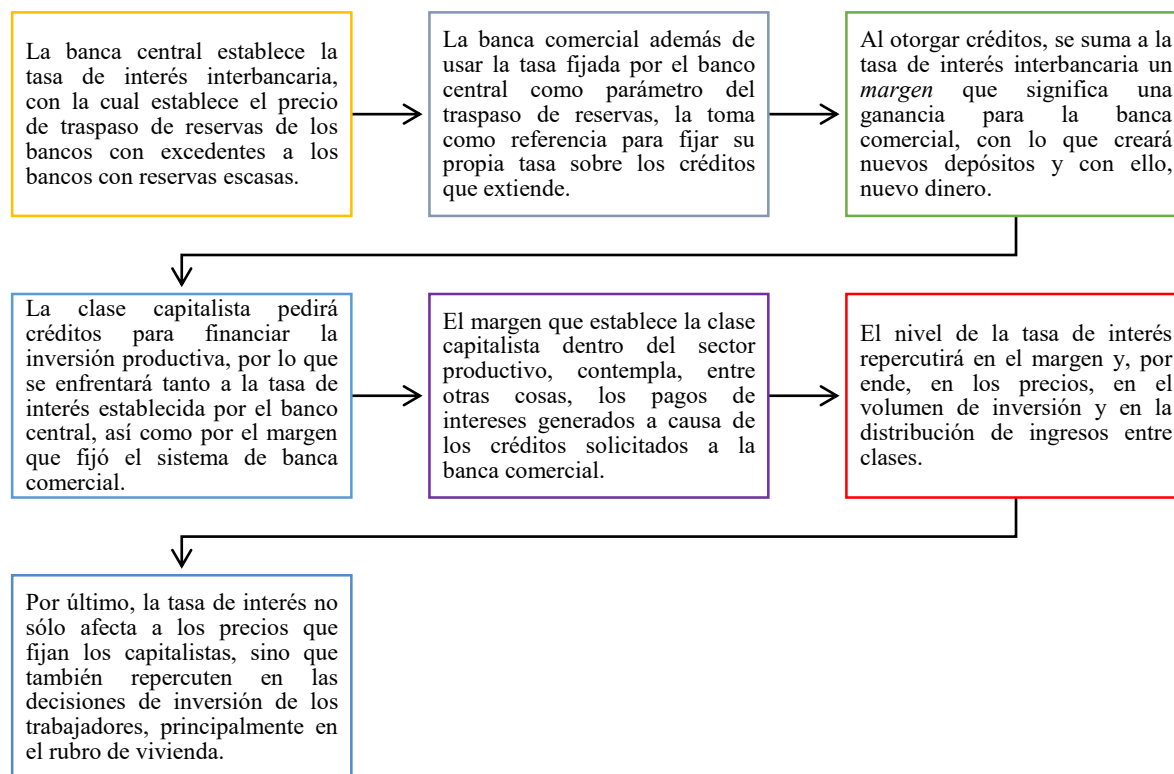 La banca central establece la
tasa de interés interbancaria,
con la cual establece el precio
de traspaso de reservas de los
bancos con excedentes a los
bancos con reservas escasas.
La banca comercial además de
usar la tasa fijada por el banco
central como parámetro del
traspaso de reservas, la toma
como referencia para fijar su
propia tasa sobre los créditos
que extiende.
Al otorgar créditos, se suma a la
tasa de interés interbancaria un
margen que significa una
ganancia para la banca
comercial, con lo que creará
nuevos depósitos y con ello,
nuevo dinero.
La clase capitalista pedirá
créditos para financiar la
inversión productiva, por lo que
se enfrentará tanto a la tasa de
interés establecida por el banco
central, así como por el margen
que fijó el sistema de banca
comercial.
El margen que establece la clase
capitalista dentro del sector
productivo, contempla, entre
otras cosas, los pagos de
intereses generados a causa de
los créditos solicitados a la
banca comercial.
El nivel de la tasa de interés
repercutirá en el margen y, por
ende, en los precios, en el
volumen de inversión y en la
distribución de ingresos entre
clases.
Por último, la tasa de interés no
sólo afecta a los precios que
fijan los capitalistas, sino que
también repercuten en las
decisiones de inversión de los
trabajadores, principalmente en
el rubro de vivienda.